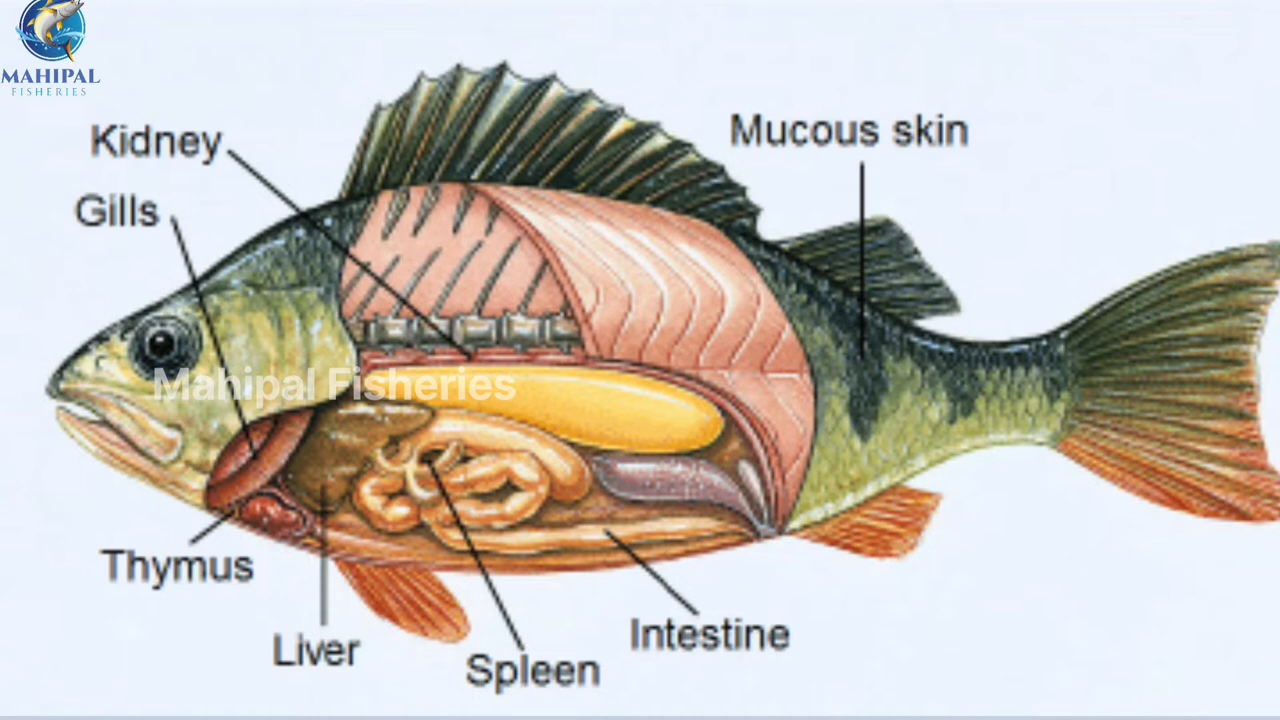 MAHIPAL
FISHERIES
Kidney
Mucous skin
Gills
Mahipal Fisheries
Thymus
Liver
Spleen
Intestine